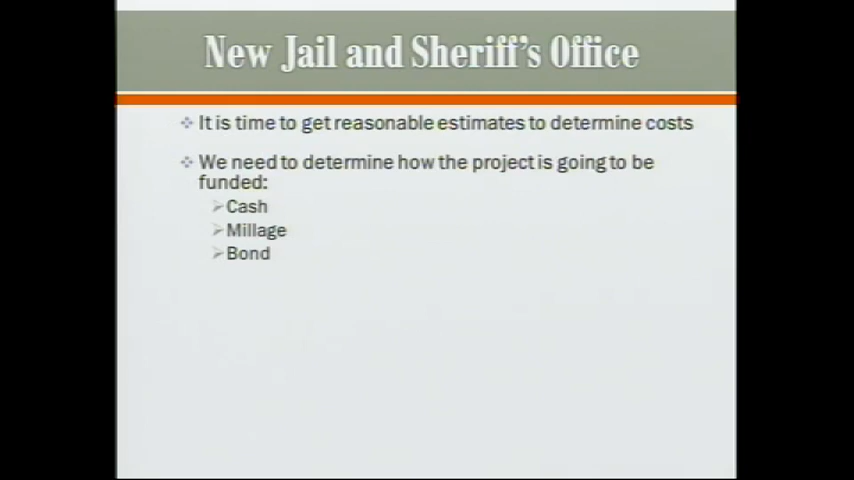 New Jail and Sheriff's Office
It is time to get reasonable estimates to determine costs
We need to determine how the project is going to be
funded:
Cash
Millage
Bond